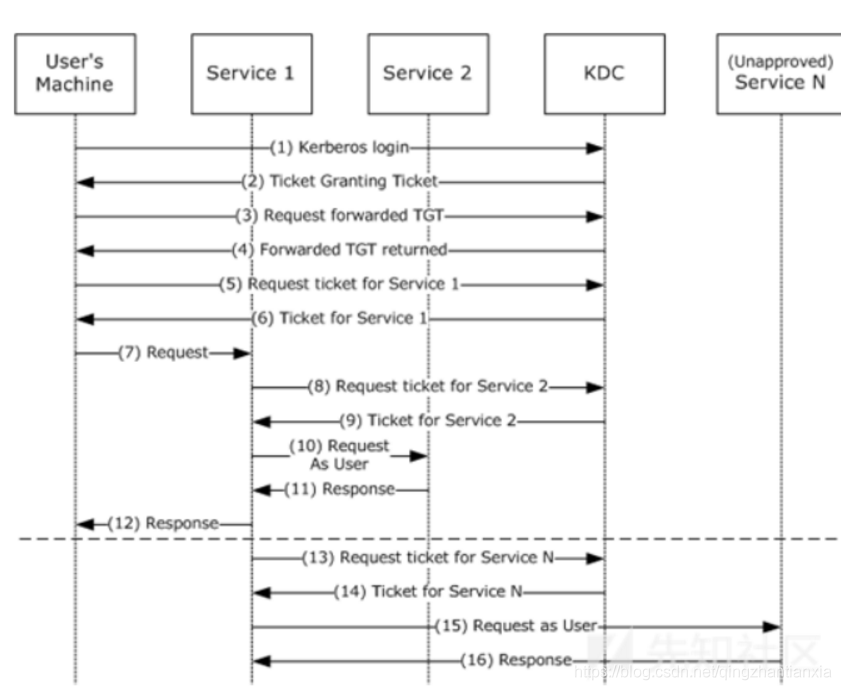 User's
Machine
Service 1
Service 2
KDC
(Unapproved)
Service N
(1) Kerberos login
(2) Ticket Granting Ticket
(3) Request forwarded TGT
(4) Forwarded TGT returned
(5) Request ticket for Service 1
(6) Ticket for Service 1
(7) Request
(8) Request ticket for Service 2
(9) Ticket for Service 2
(10) Request
As User
(11) Response
(12) Response
(13) Request ticket for Service N
(14) Ticket for Service N
(15) Request as User
(16) Response
先知社区
https://blog.csdn.net/qingzhantianxia